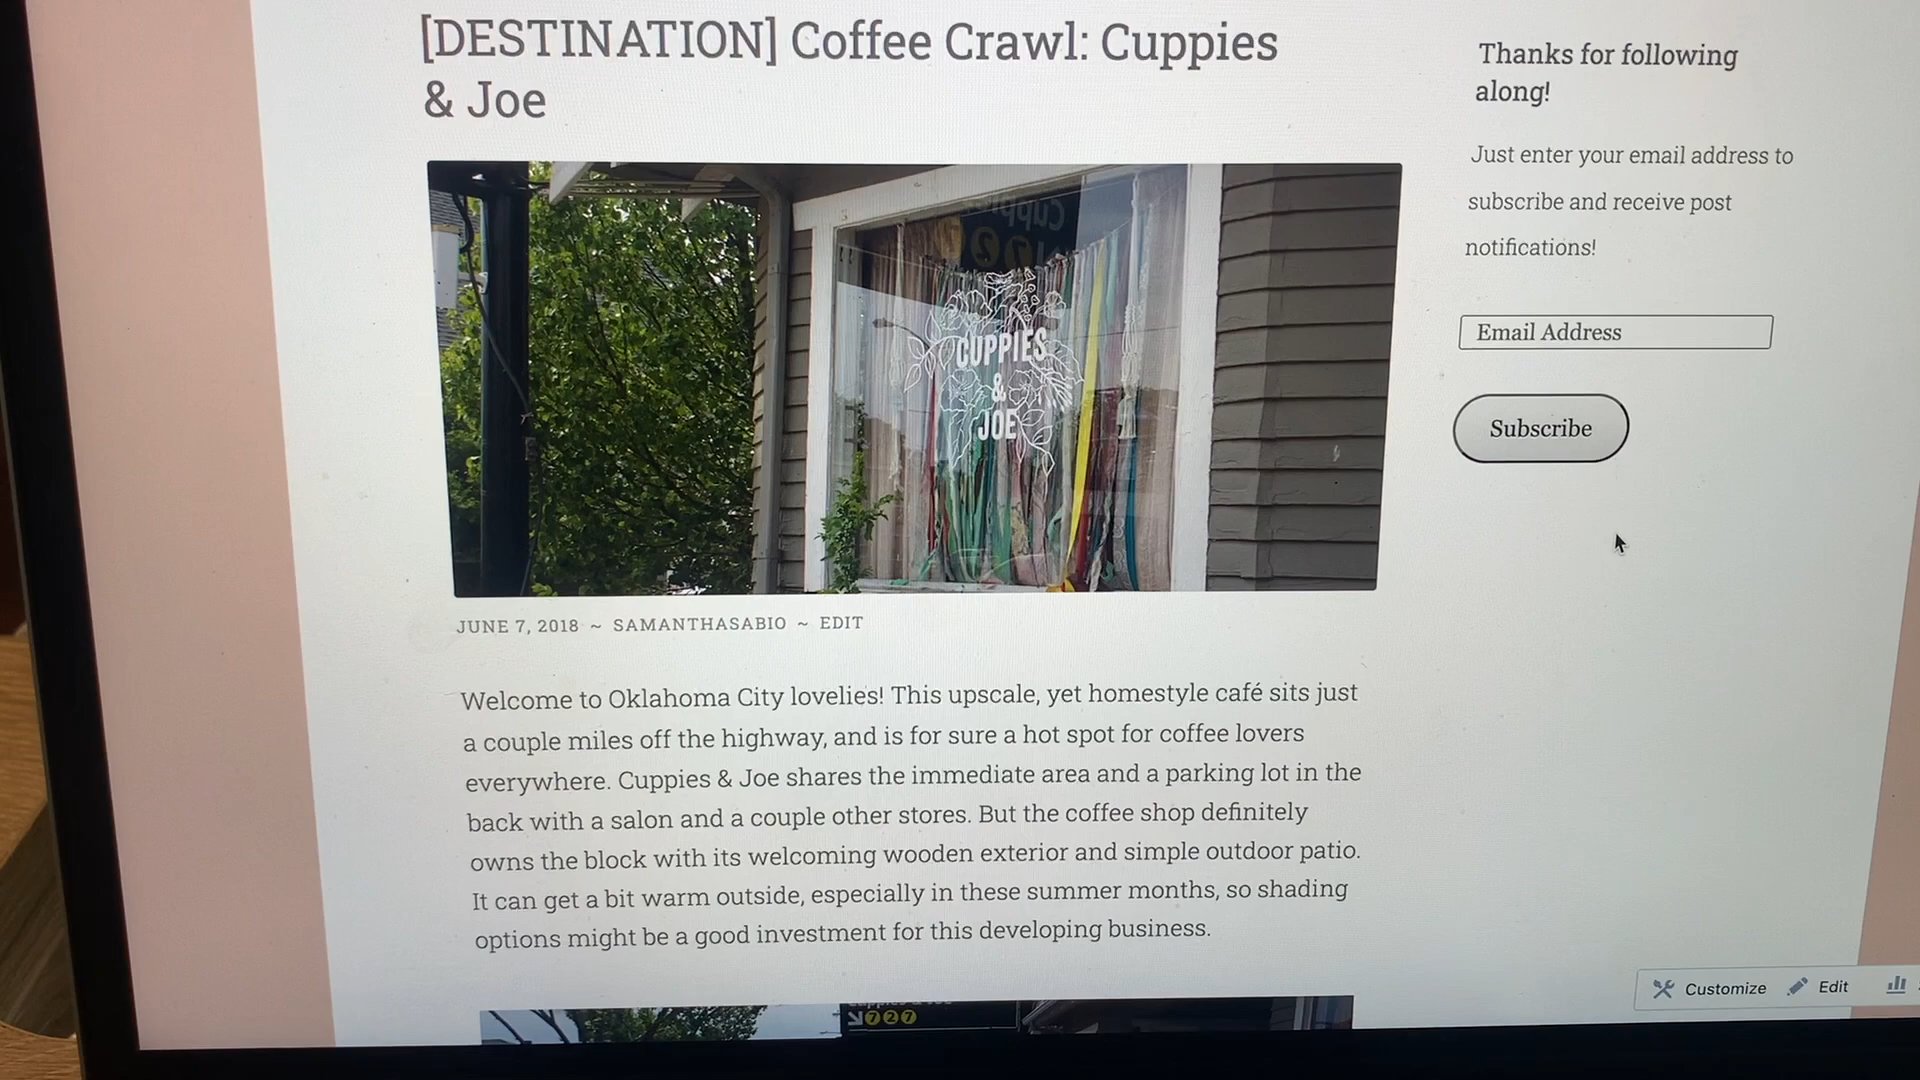 [DESTINATION] Coffee Crawl: Cuppies
& Joe
CUPPIES
&
JOE
JUNE 7, 2018 ~ SAMANTHASABIO ~ EDIT
Welcome to Oklahoma City lovelies! This upscale, yet homestyle café sits just
a couple miles off the highway, and is for sure a hot spot for coffee lovers
everywhere. Cuppies & Joe shares the immediate area and a parking lot in the
back with a salon and a couple other stores. But the coffee shop definitely
owns the block with its welcoming wooden exterior and simple outdoor patio.
It can get a bit warm outside, especially in these summer months, so shading
options might be a good investment for this developing business.
727
Thanks for following
along!
Just enter your email address to
subscribe and receive post
notifications!
Email Address
Subscribe
Customize Edit